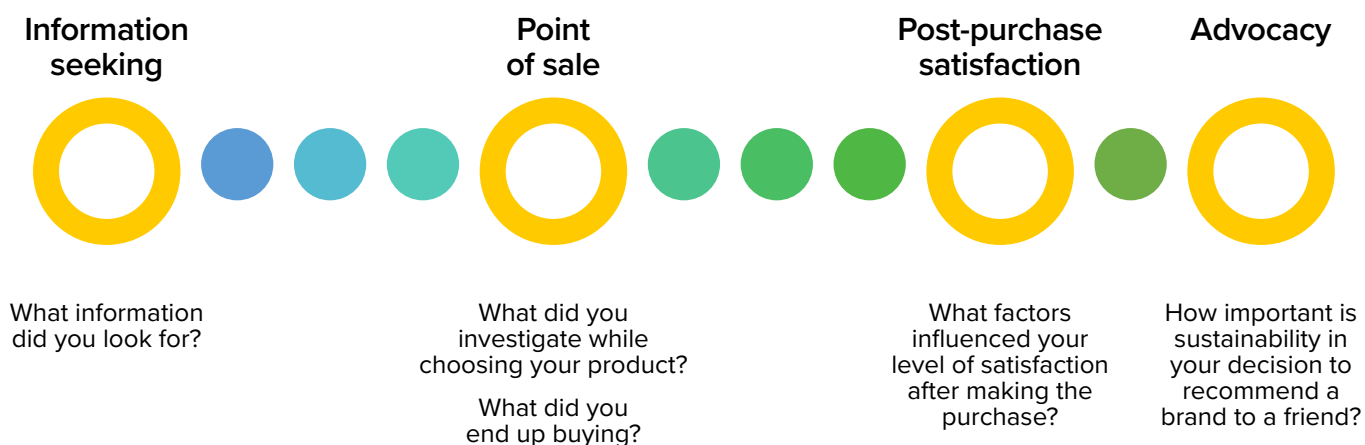 Information
seeking
Point
of sale
Post-purchase
satisfaction
Advocacy
What information
did you look for?
What did you
investigate while
choosing your product?
What did you
end up buying?
What factors
influenced your
level of satisfaction
after making the
purchase?
How important is
sustainability in
your decision to
recommend a
brand to a friend?